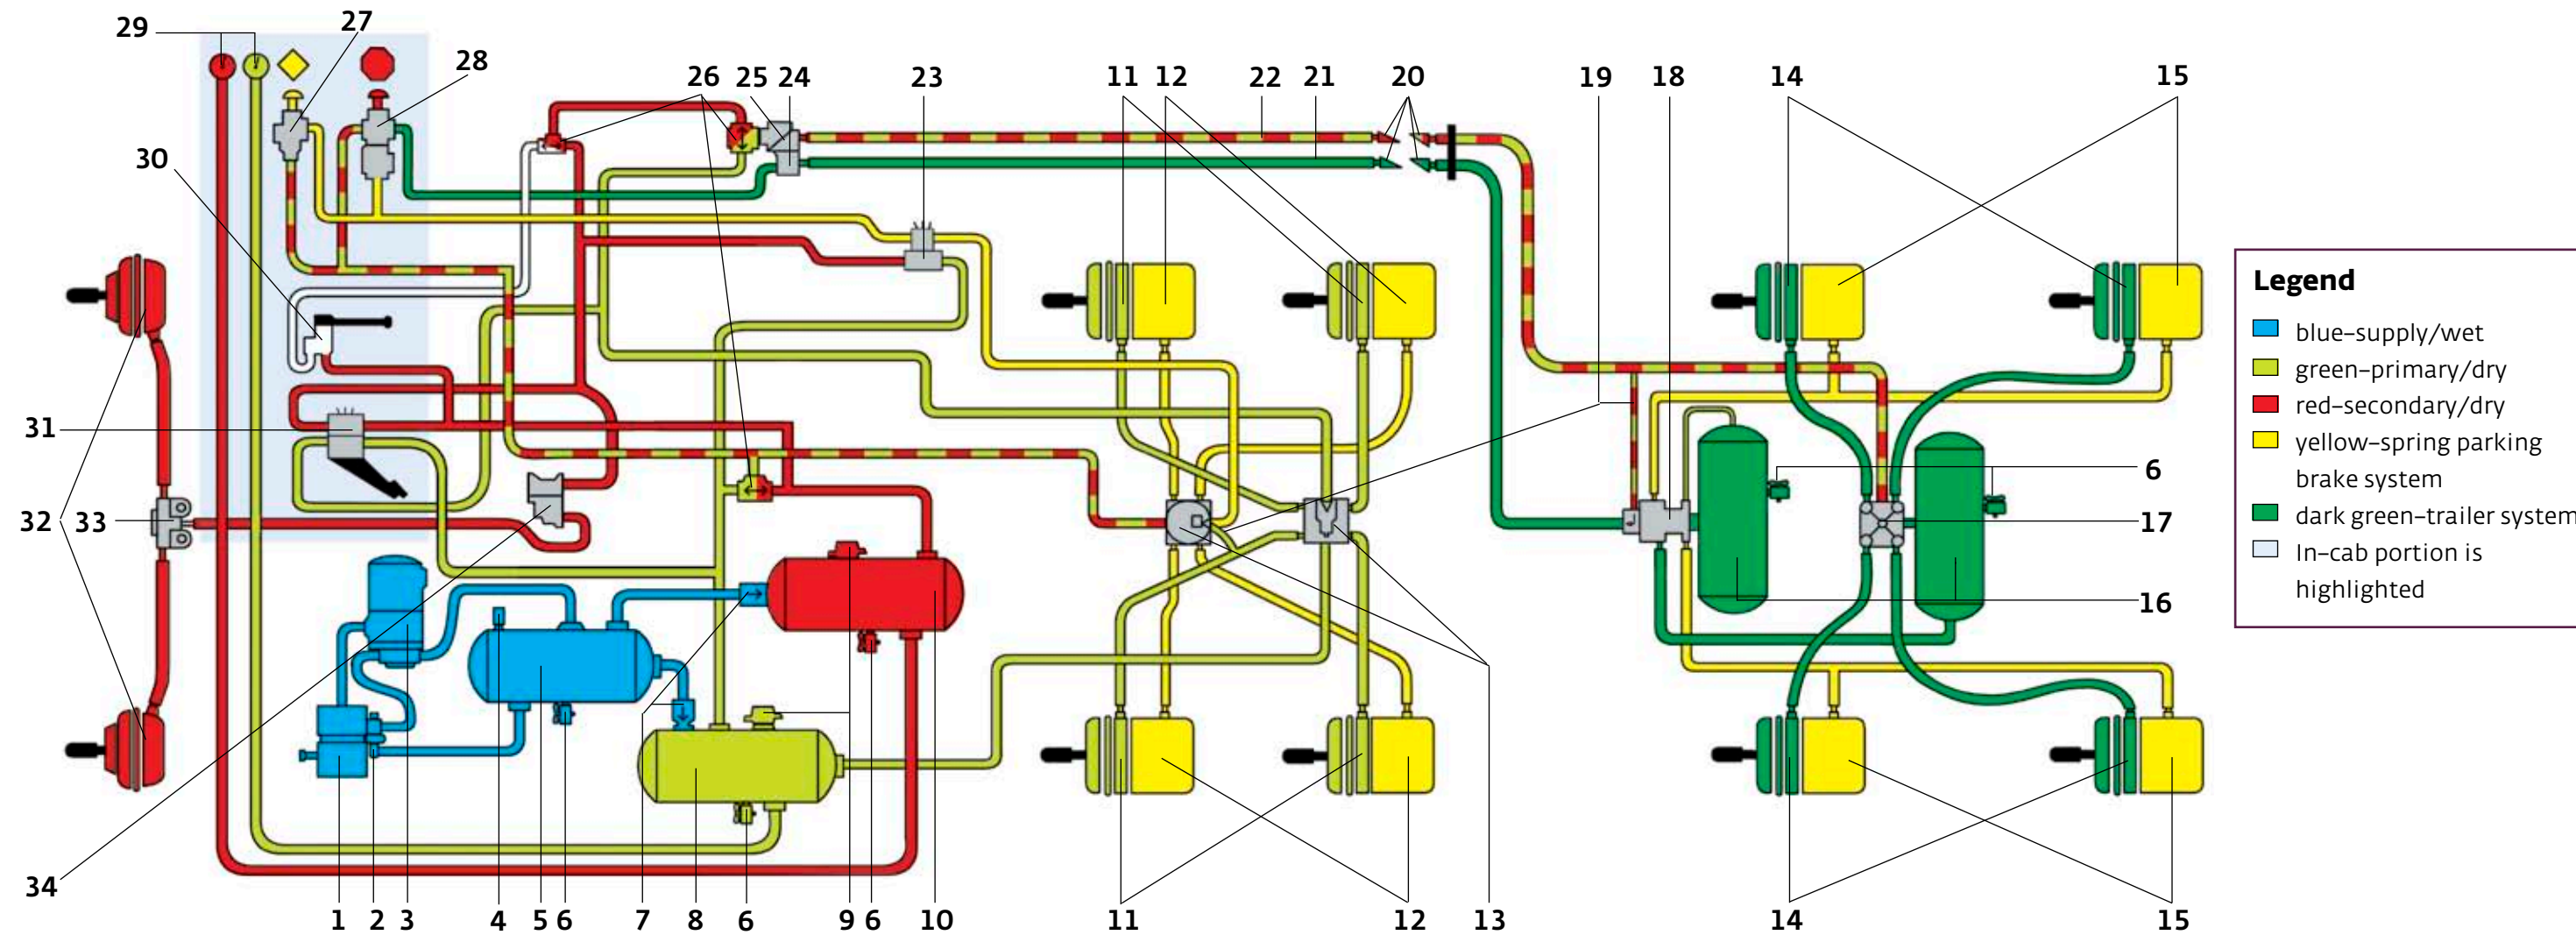 29
27
28
26 25 24
23
11 12
22
21
20
19
18
14
15
30
31
32 33
34
6
17
16
Legend
blue–supply/wet
green–primary/dry
red–secondary/dry
yellow–spring parking
brake system
dark green–trailer system
In–cab portion is
highlighted
1 2 3 4 5 6 7 8 6 9 6 10 11 12 13 14 15